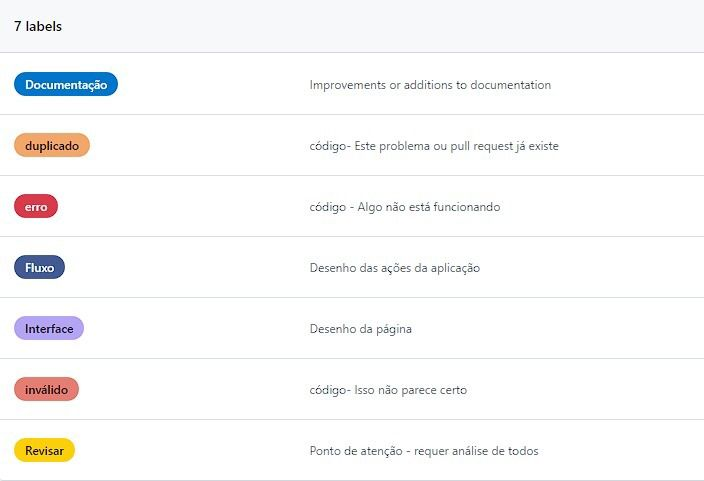 7 labels
Documentação Improvements or additions to documentation
duplicado código- Este problema ou pull request já existe
erro código - Algo não está funcionando
Fluxo Desenho das ações da aplicação
Interface Desenho da página
inválido código- Isso não parece certo
Revisar Ponto de atenção - requer análise de todos